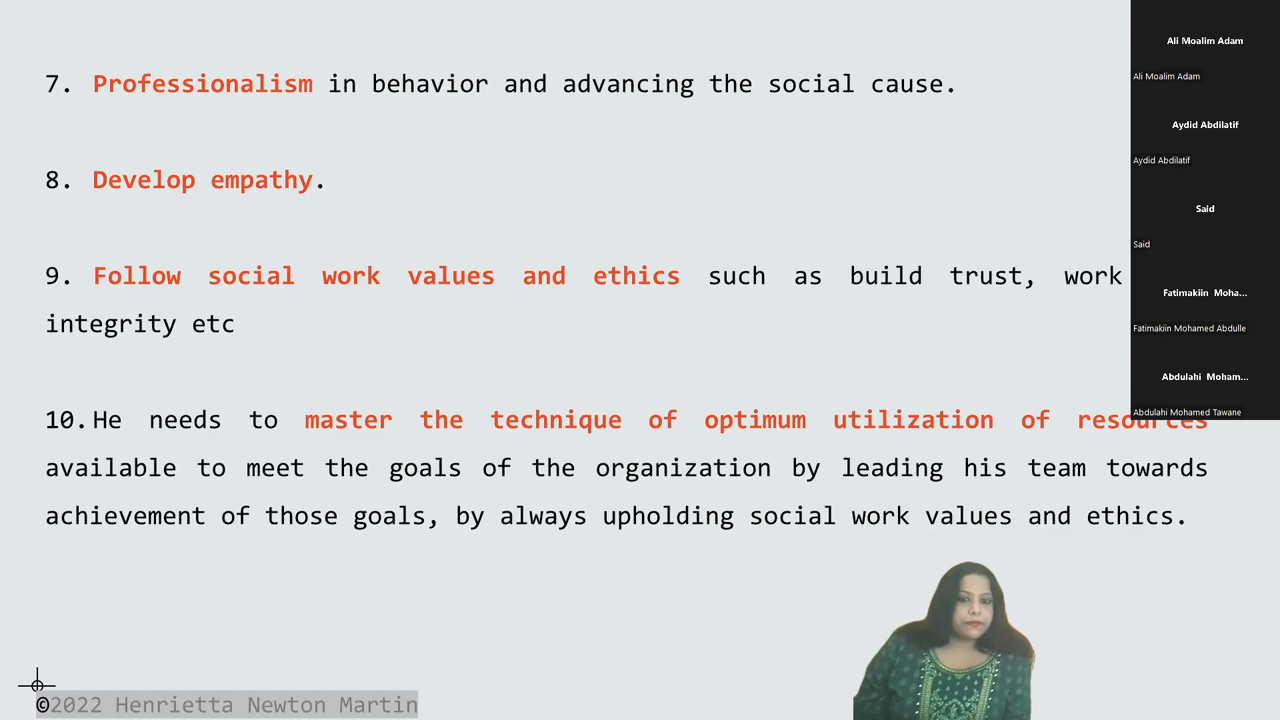 7. Professionalism in behavior and advancing the social cause.
8. Develop empathy.
9. Follow social work values and ethics such as build trust, work
integrity etc
10. He needs to master the technique of optimum utilization of resources
available to meet the goals of the organization by leading his team towards
achievement of those goals, by always upholding social work values and ethics.
©2022 Henrietta Newton Martin
Ali Moalim Adam
Ali Moalim Adam
Aydid Abdilatif
Aydid Abdilatif
Said
Said
Fatimakiin Moha...
Fatimakiin Mohamed Abdulle
Abdulahi Moham...
Abdulahi Mohamed Tawane